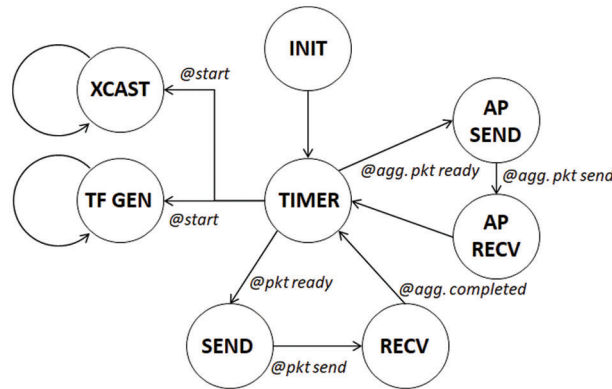 INIT
XCAST
@start
AP
SEND
@agg. pkt ready
@agg. pkt send
TF GEN
TIMER
@start
AP
RECV
@pkt ready
@agg. completed
SEND
RECV
@pkt send